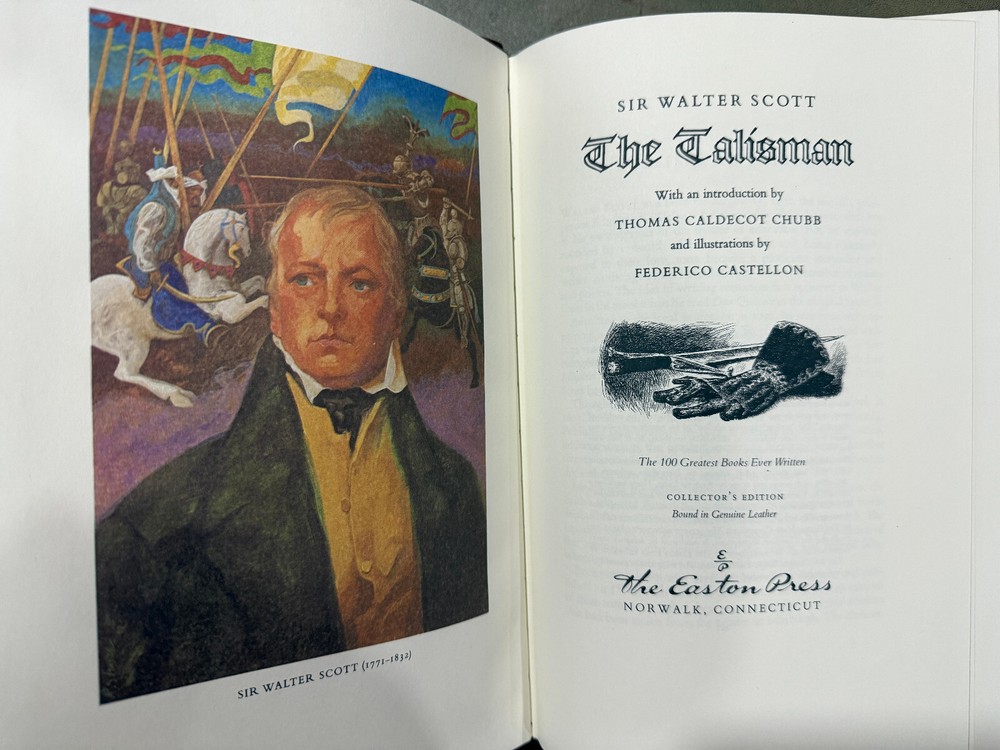 SIR WALTER SCOTT (1771-1832)
SIR WALTER SCOTT
The Talisman
With an introduction by
THOMAS CALDECOT CHUBB
and illustrations by
FEDERICO CASTELLON
The 100 Greatest Books Ever Written
COLLECTOR'S EDITION
Bound in Genuine Leather
E
P
The Easton Press
NORWALK, CONNECTICUT